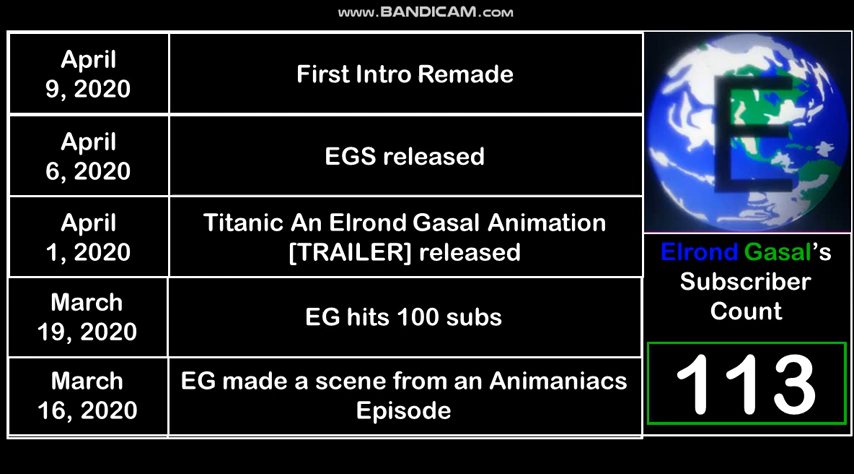 www.BANDICAM.com
April
9, 2020
First Intro Remade
April
6, 2020
EGS released
April
1, 2020
Titanic An Elrond Gasal Animation
[TRAILER] released
March
19, 2020
EG hits 100 subs
March
16, 2020
EG made a scene from an Animaniacs
Episode
E
Elrond Gasal's
Subscriber
Count
113